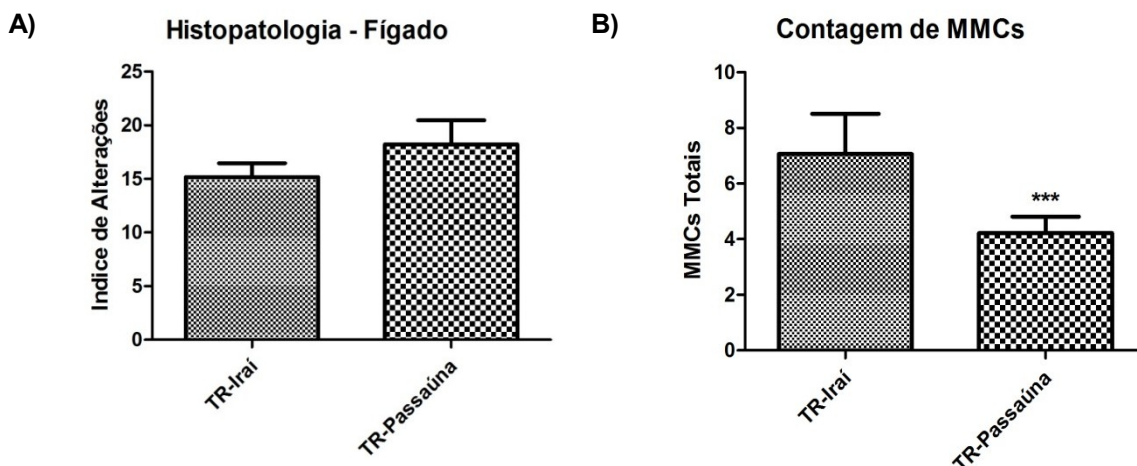 A)
Histopatologia - Fígado
Indice de Alterações
25
20
15
10
5
0
TR-Iraí
TR-Passaúna
B)
Contagem de MMCs
MMCs Totais
10
8
6
4
2
0
***
TR-Iraí
TR-Passaúna